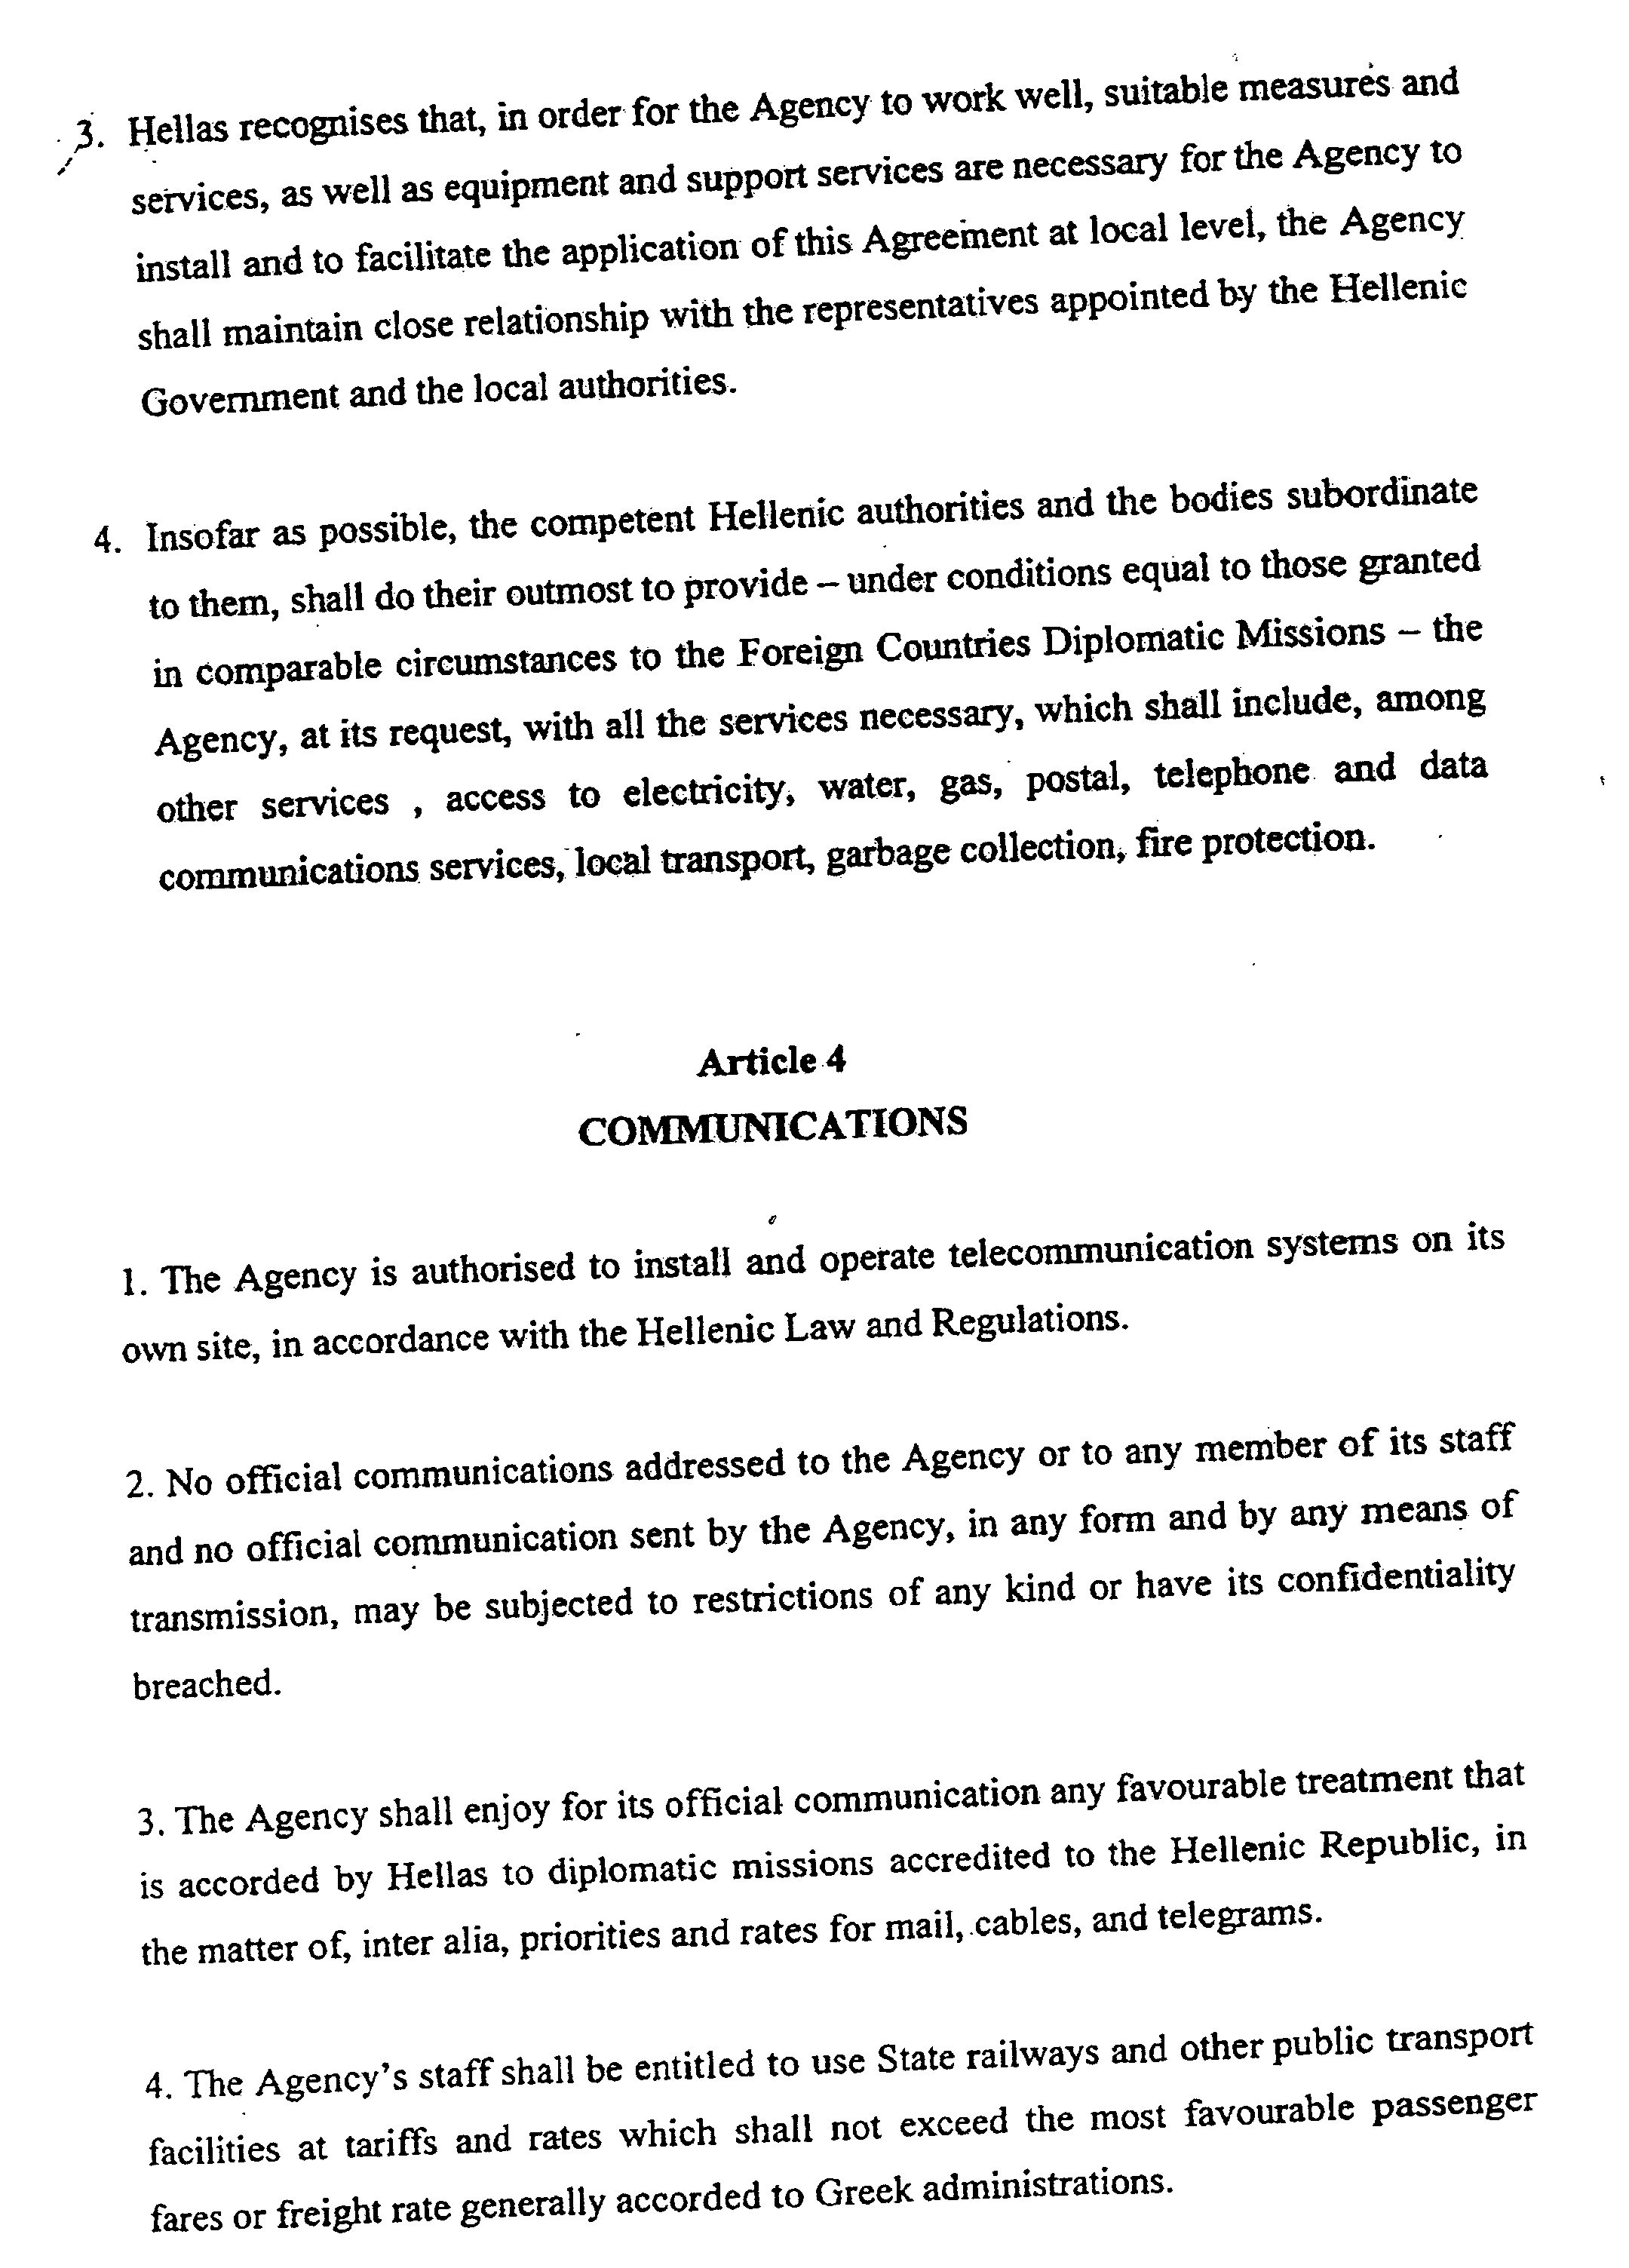 3. Hellas recognises that, in order for the Agency to work well, suitable measures and
services, as well as equipment and support services are necessary for the Agency to
install and to facilitate the application of this Agreement at local level, the Agency
shall maintain close relationship with the representatives appointed by the Hellenic
Government and the local authorities.
4. Insofar as possible, the competent Hellenic authorities and the bodies subordinate
to them, shall do their outmost to provide – under conditions equal to those granted
in comparable circumstances to the Foreign Countries Diplomatic Missions – the
Agency, at its request, with all the services necessary, which shall include, among
other services , access to electricity, water, gas, postal, telephone and data
communications services, local transport, garbage collection, fire protection.
Article 4
COMMUNICATIONS
1. The Agency is authorised to install and operate telecommunication systems on its
own site, in accordance with the Hellenic Law and Regulations.
2. No official communications addressed to the Agency or to any member of its staff
and no official communication sent by the Agency, in any form and by any means of
transmission, may be subjected to restrictions of any kind or have its confidentiality
breached.
3. The Agency shall enjoy for its official communication any favourable treatment that
is accorded by Hellas to diplomatic missions accredited to the Hellenic Republic, in
the matter of, inter alia, priorities and rates for mail, cables, and telegrams.
4. The Agency's staff shall be entitled to use State railways and other public transport
facilities at tariffs and rates which shall not exceed the most favourable passenger
fares or freight rate generally accorded to Greek administrations.